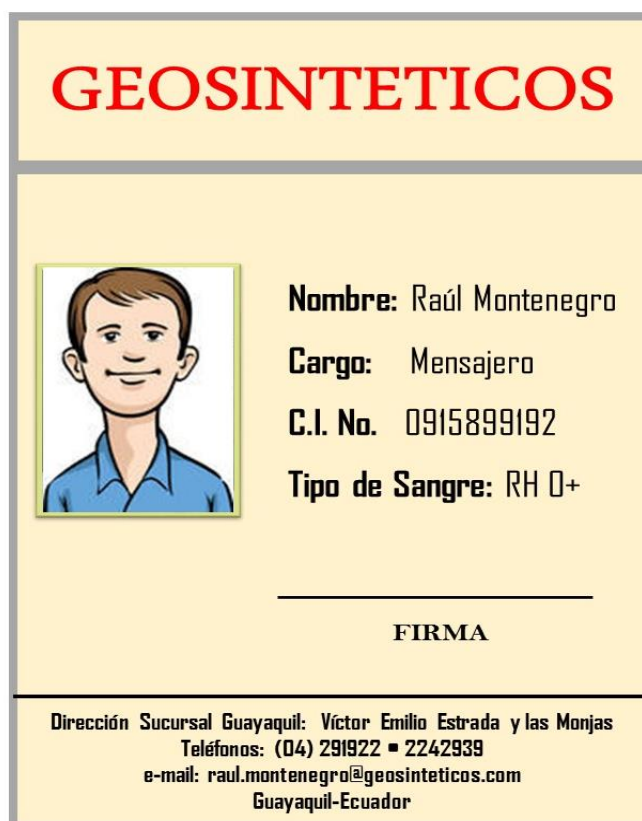 GEOSINTETICOS
Nombre: Raúl Montenegro
Cargo: Mensajero
C.I. No. 0915899192
Tipo de Sangre: RH O+
FIRMA
Dirección Sucursal Guayaquil: Víctor Emilio Estrada y las Monjas
Teléfonos: (04) 291922 ▪ 2242939
e-mail: raul.montenegro@geosinteticos.com
Guayaquil-Ecuador